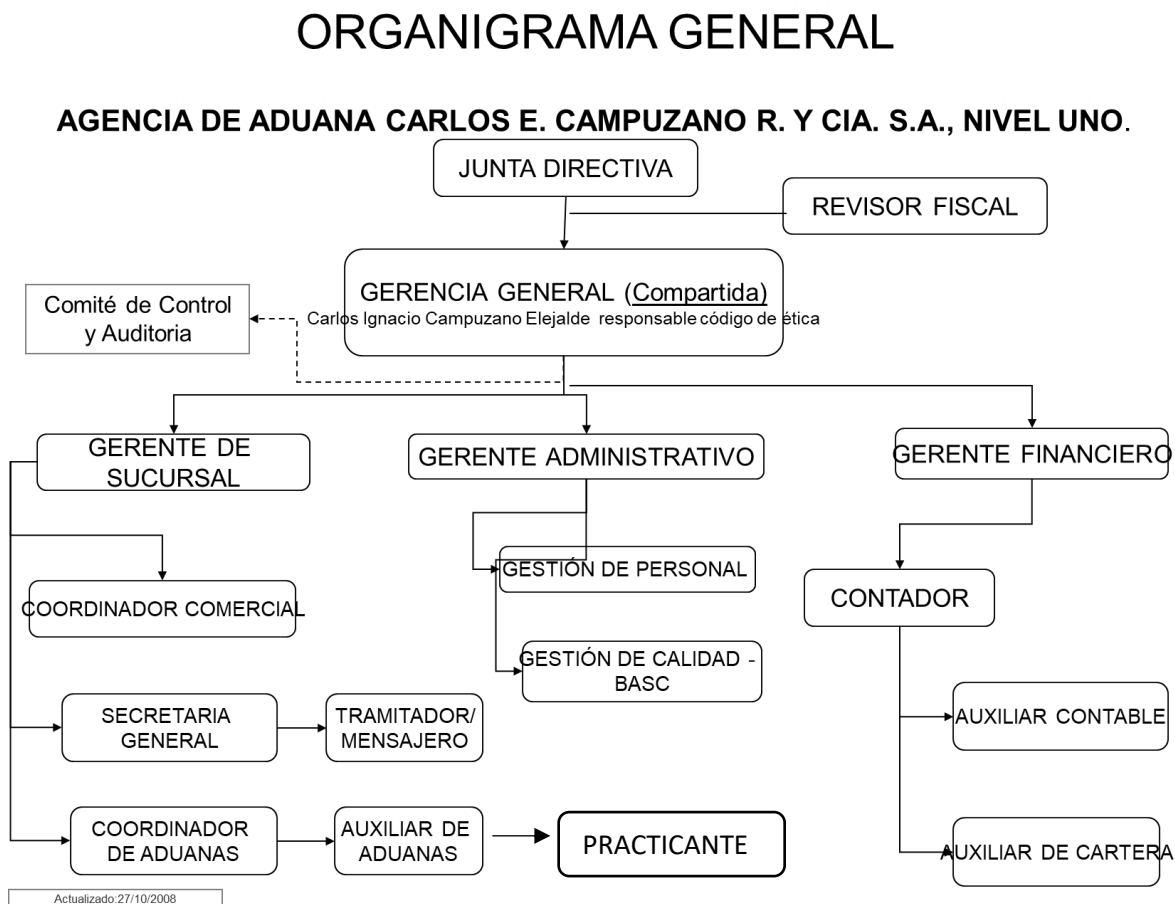 ORGANIGRAMA GENERAL
AGENCIA DE ADUANA CARLOS E. CAMPUZANO R. Y CIA. S.A., NIVEL UNO.
JUNTA DIRECTIVA
REVISOR FISCAL
GERENCIA GENERAL (Compartida)
Carlos Ignacio Campuzano Elejalde responsable código de ética
Comité de Control
y Auditoria
GERENTE DE
SUCURSAL
GERENTE ADMINISTRATIVO
GERENTE FINANCIERO
GESTIÓN DE PERSONAL
COORDINADOR COMERCIAL
CONTADOR
GESTIÓN DE CALIDAD -
BASC
SECRETARIA
GENERAL
TRAMITADOR/
MENSAJERO
AUXILIAR CONTABLE
COORDINADOR
DE ADUANAS
AUXILIAR DE
ADUANAS
PRACTICANTE
AUXILIAR DE CARTERA
Actualizado:27/10/2008